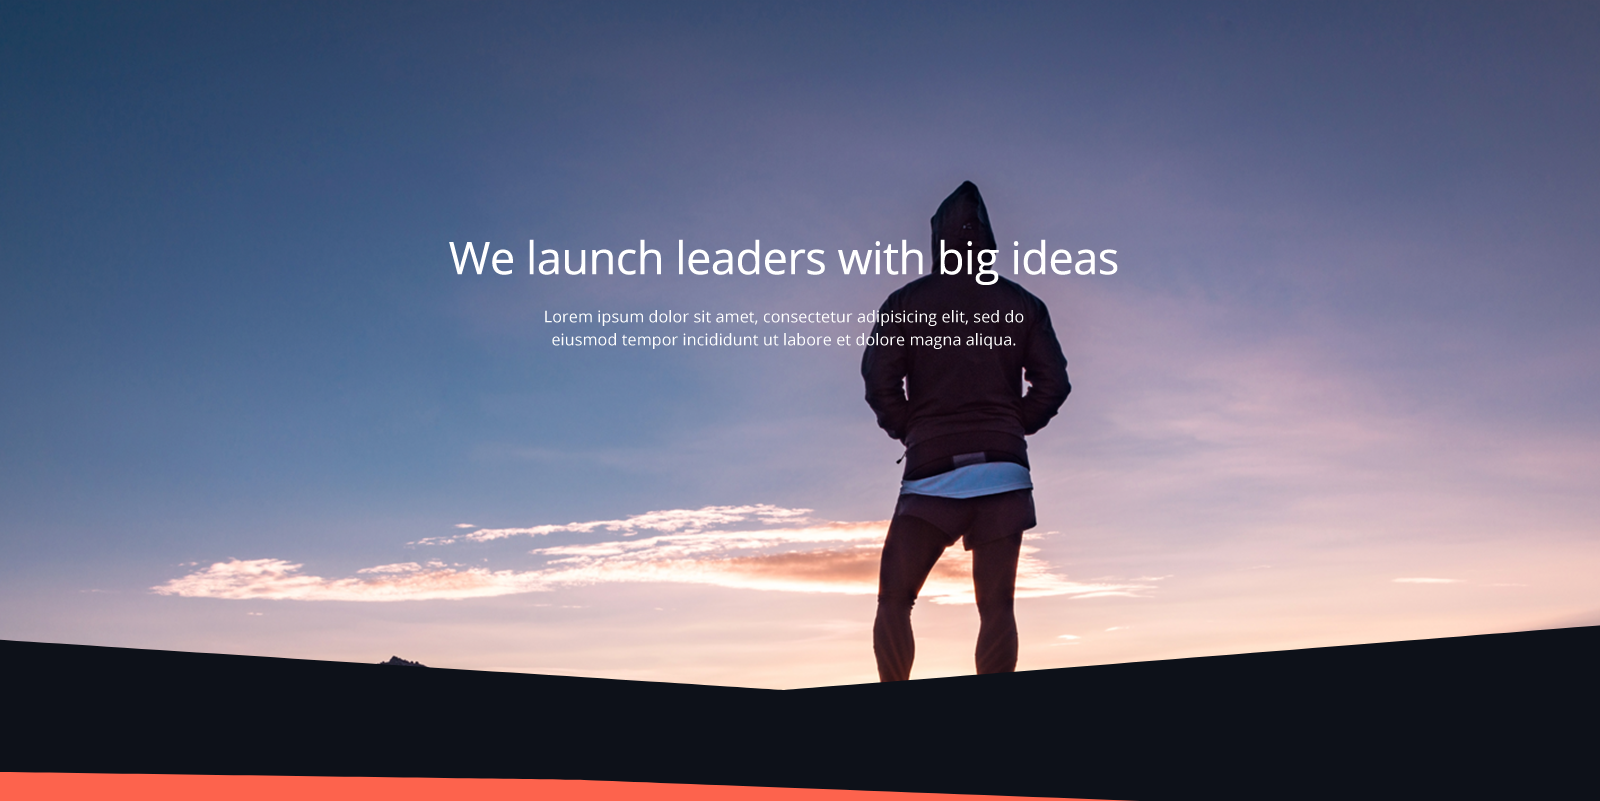 We launch leaders with big ideas
Lorem ipsum dolor sit amet, consectetur adipisicing elit, sed do
eiusmod tempor incididunt ut labore et dolore magna aliqua.